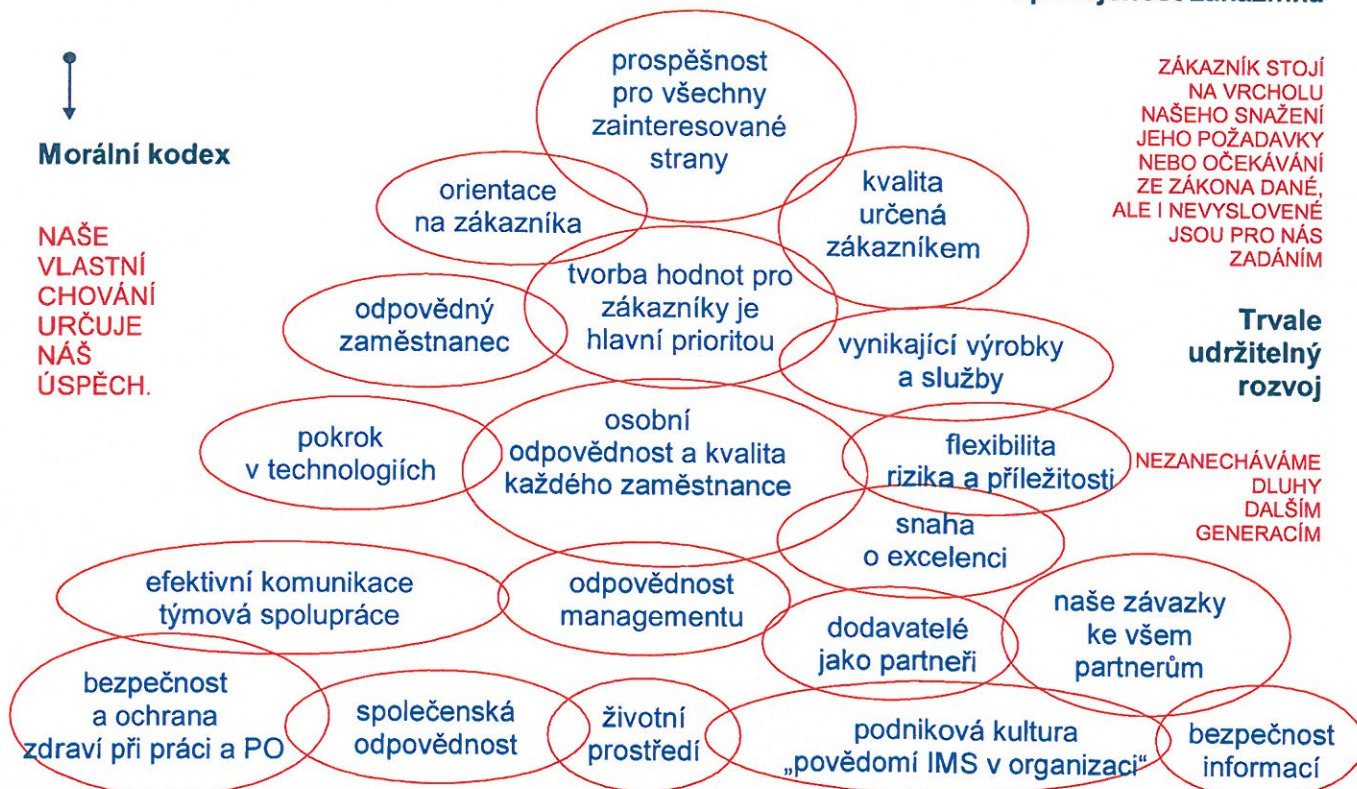 zákazníka
prospěšnost
pro všechny
zainteresované
strany
Morální kodex
NAŠE
VLASTNÍ
CHOVÁNÍ
URČUJE
NÁŠ
ÚSPĚCH.
ZÁKAZNÍK STOJÍ
NA VRCHOLU
NAŠEHO SNAŽENÍ
JEHO POŽADAVKY
NEBO OČEKÁVÁNÍ
ZE ZÁKONA DANÉ,
ALE I NEVYSLOVENÉ
JSOU PRO NÁS
ZADÁNÍM
orientace
na zákazníka
kvalita
určená
zákazníkem
tvorba hodnot pro
zákazníky je
hlavní prioritou
odpovědný
zaměstnanec
vynikající výrobky
a služby
Trvale
udržitelný
rozvoj
pokrok
v technologiích
osobní
odpovědnost a kvalita
každého zaměstnance
flexibilita
rizika a příležitosti
NEZANECHÁVÁME
DLUHY
DALŠÍM
GENERACÍM
snaha
o excelenci
efektivní komunikace
týmová spolupráce
odpovědnost
managementu
dodavatelé
jako partneři
naše závazky
ke všem
partnerům
bezpečnost
a ochrana
zdraví při práci a PO
společenská
odpovědnost
životní
prostředí
podniková kultura
„povědomí IMS v organizaci“
bezpečnost
informací